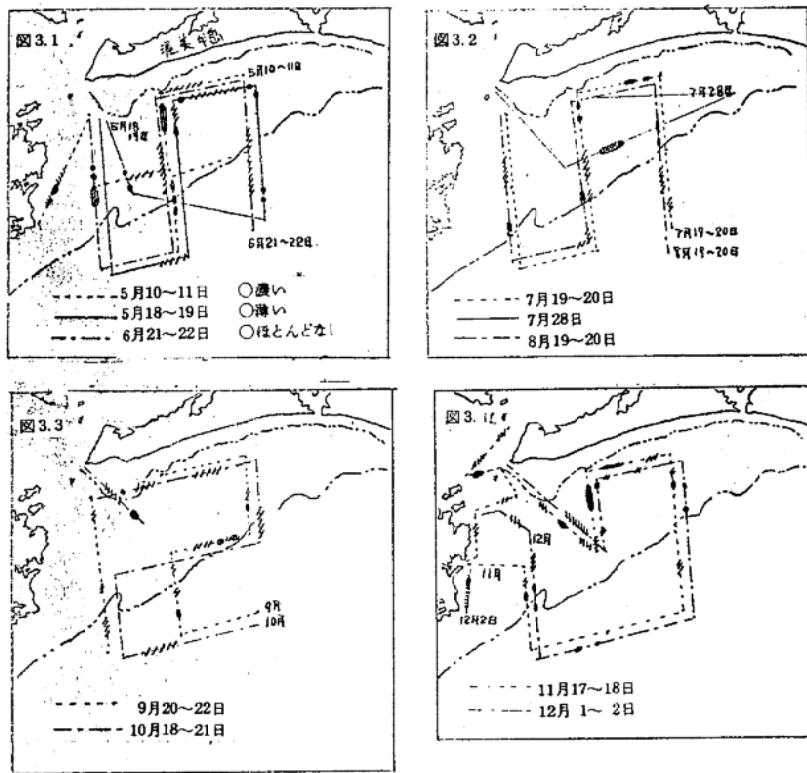 図3.1
渥美半島
5月10~11日
5月18
19日
6月21~22日
5月10~11日 ○濃い
5月18~19日 ○薄い
6月21~22日 ○ほとんどな
図3.2
7月28日
7月19~20日
8月19~20日
7月19~20日
7月28日
8月19~20日
図3.3
9月
10月
9月20~22日
10月18~21日
図3.
12月
11月
12月2日
11月17~18日
12月 1~ 2日